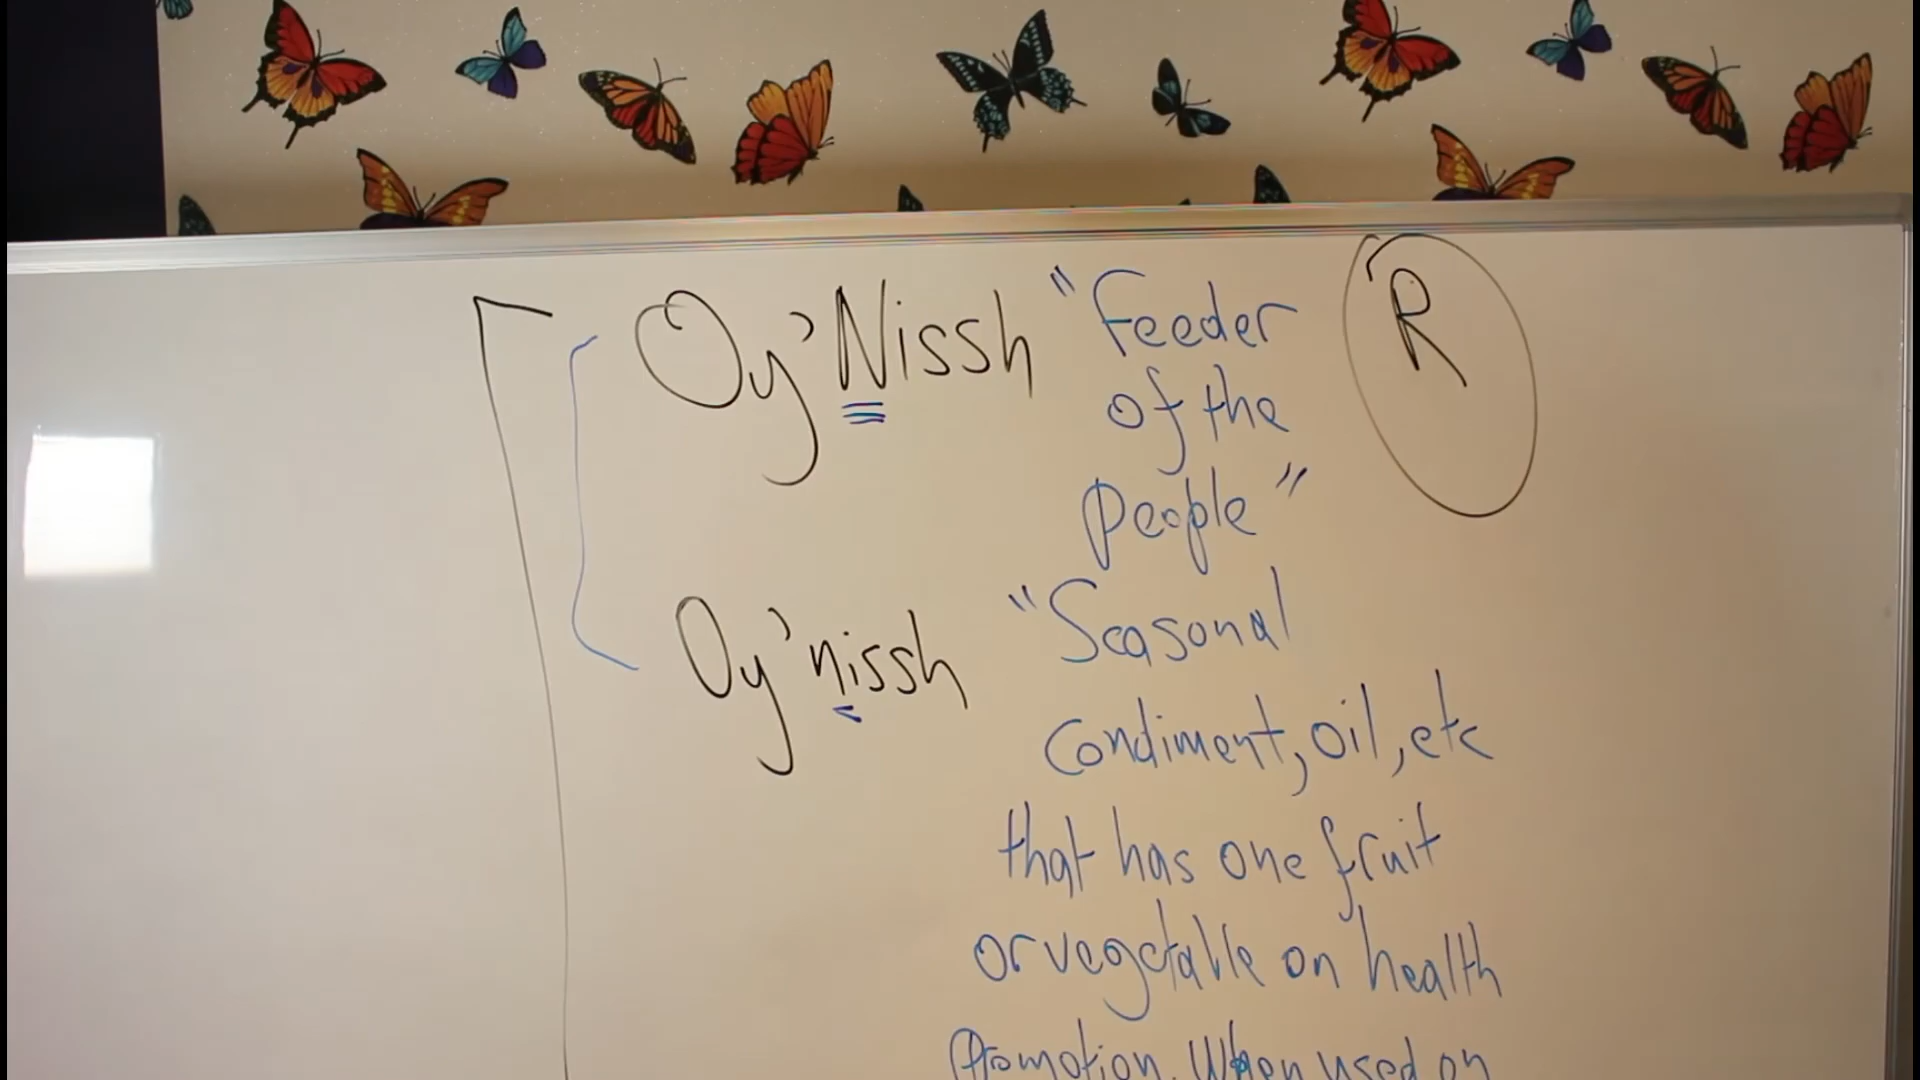 Oy'Nissh "Feeder
of the
people"
R
Oy'nissh "Seasonal
Condiment, oil, etc
that has one fruit
or vegetable on health
Promotion. When used on